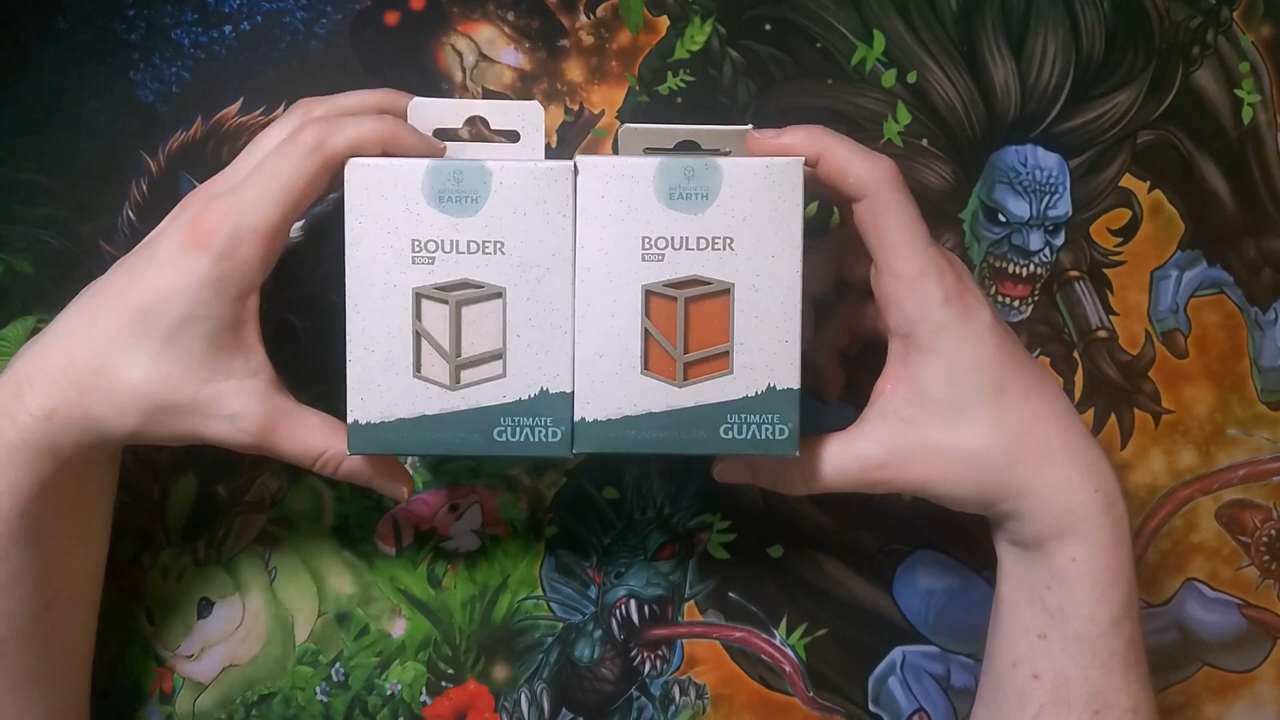 RETURN TO
EARTH
BOULDER
100+
ULTIMATE
GUARD
RETURN TO
EARTH
BOULDER
100+
ULTIMATE
GUARD